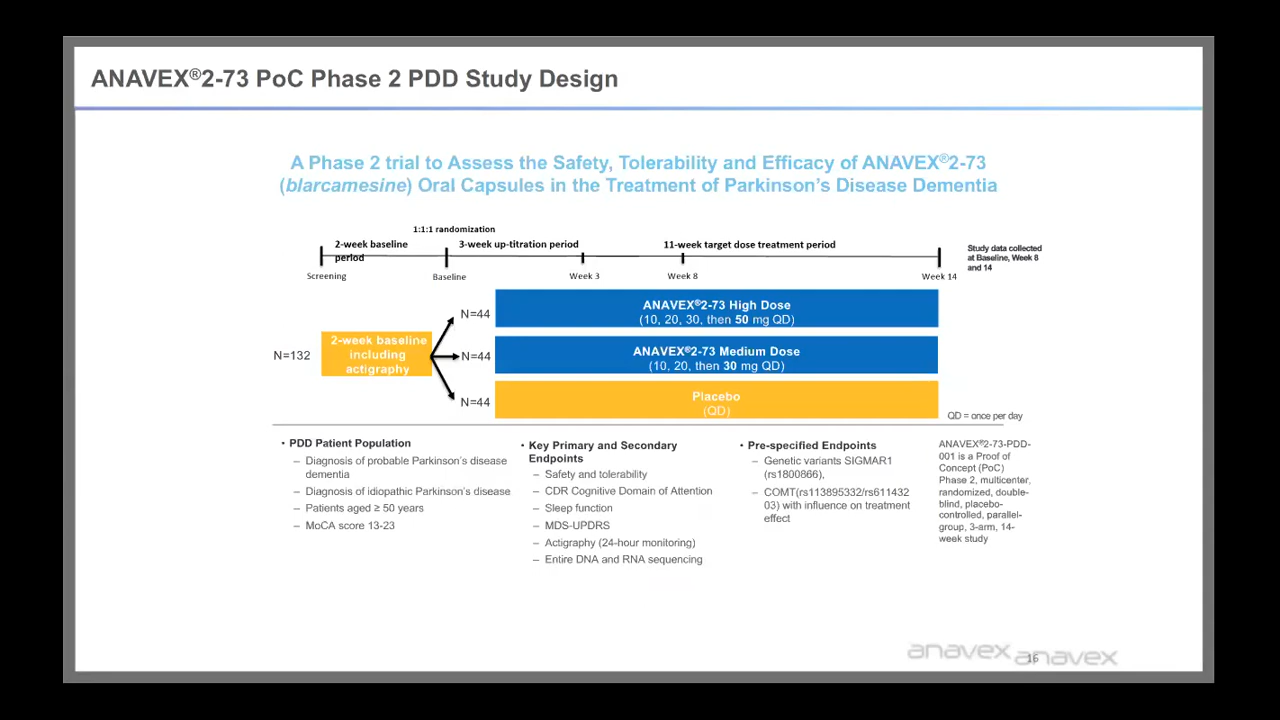 ANAVEX®2-73 PoC Phase 2 PDD Study Design
A Phase 2 trial to Assess the Safety, Tolerability and Efficacy of ANAVEX®2-73
(blarcamesine) Oral Capsules in the Treatment of Parkinson's Disease Dementia
1:1:1 randomization
2-week baseline
period
3-week up-titration period
11-week target dose treatment period
Study data collected
at Baseline, Week 8
and 14
Screening
Baseline
Week 3
Week 8
Week 14
N=132
2-week baseline
including
actigraphy
N=44
ANAVEX®2-73 High Dose
(10, 20, 30, then 50 mg QD)
N=44
ANAVEX®2-73 Medium Dose
(10, 20, then 30 mg QD)
N=44
Placebo
(QD)
QD = once per day
• PDD Patient Population
– Diagnosis of probable Parkinson's disease
dementia
– Diagnosis of idiopathic Parkinson's disease
– Patients aged ≥ 50 years
– MoCA score 13-23
• Key Primary and Secondary
Endpoints
– Safety and tolerability
– CDR Cognitive Domain of Attention
– Sleep function
– MDS-UPDRS
– Actigraphy (24-hour monitoring)
– Entire DNA and RNA sequencing
• Pre-specified Endpoints
– Genetic variants SIGMAR1
(rs1800866),
– COMT(rs113895332/rs611432
03) with influence on treatment
effect
ANAVEX®2-73-PDD-
001 is a Proof of
Concept (PoC)
Phase 2, multicenter,
randomized, double-
blind, placebo-
controlled, parallel-
group, 3-arm, 14-
week study
anavex
16
anavex